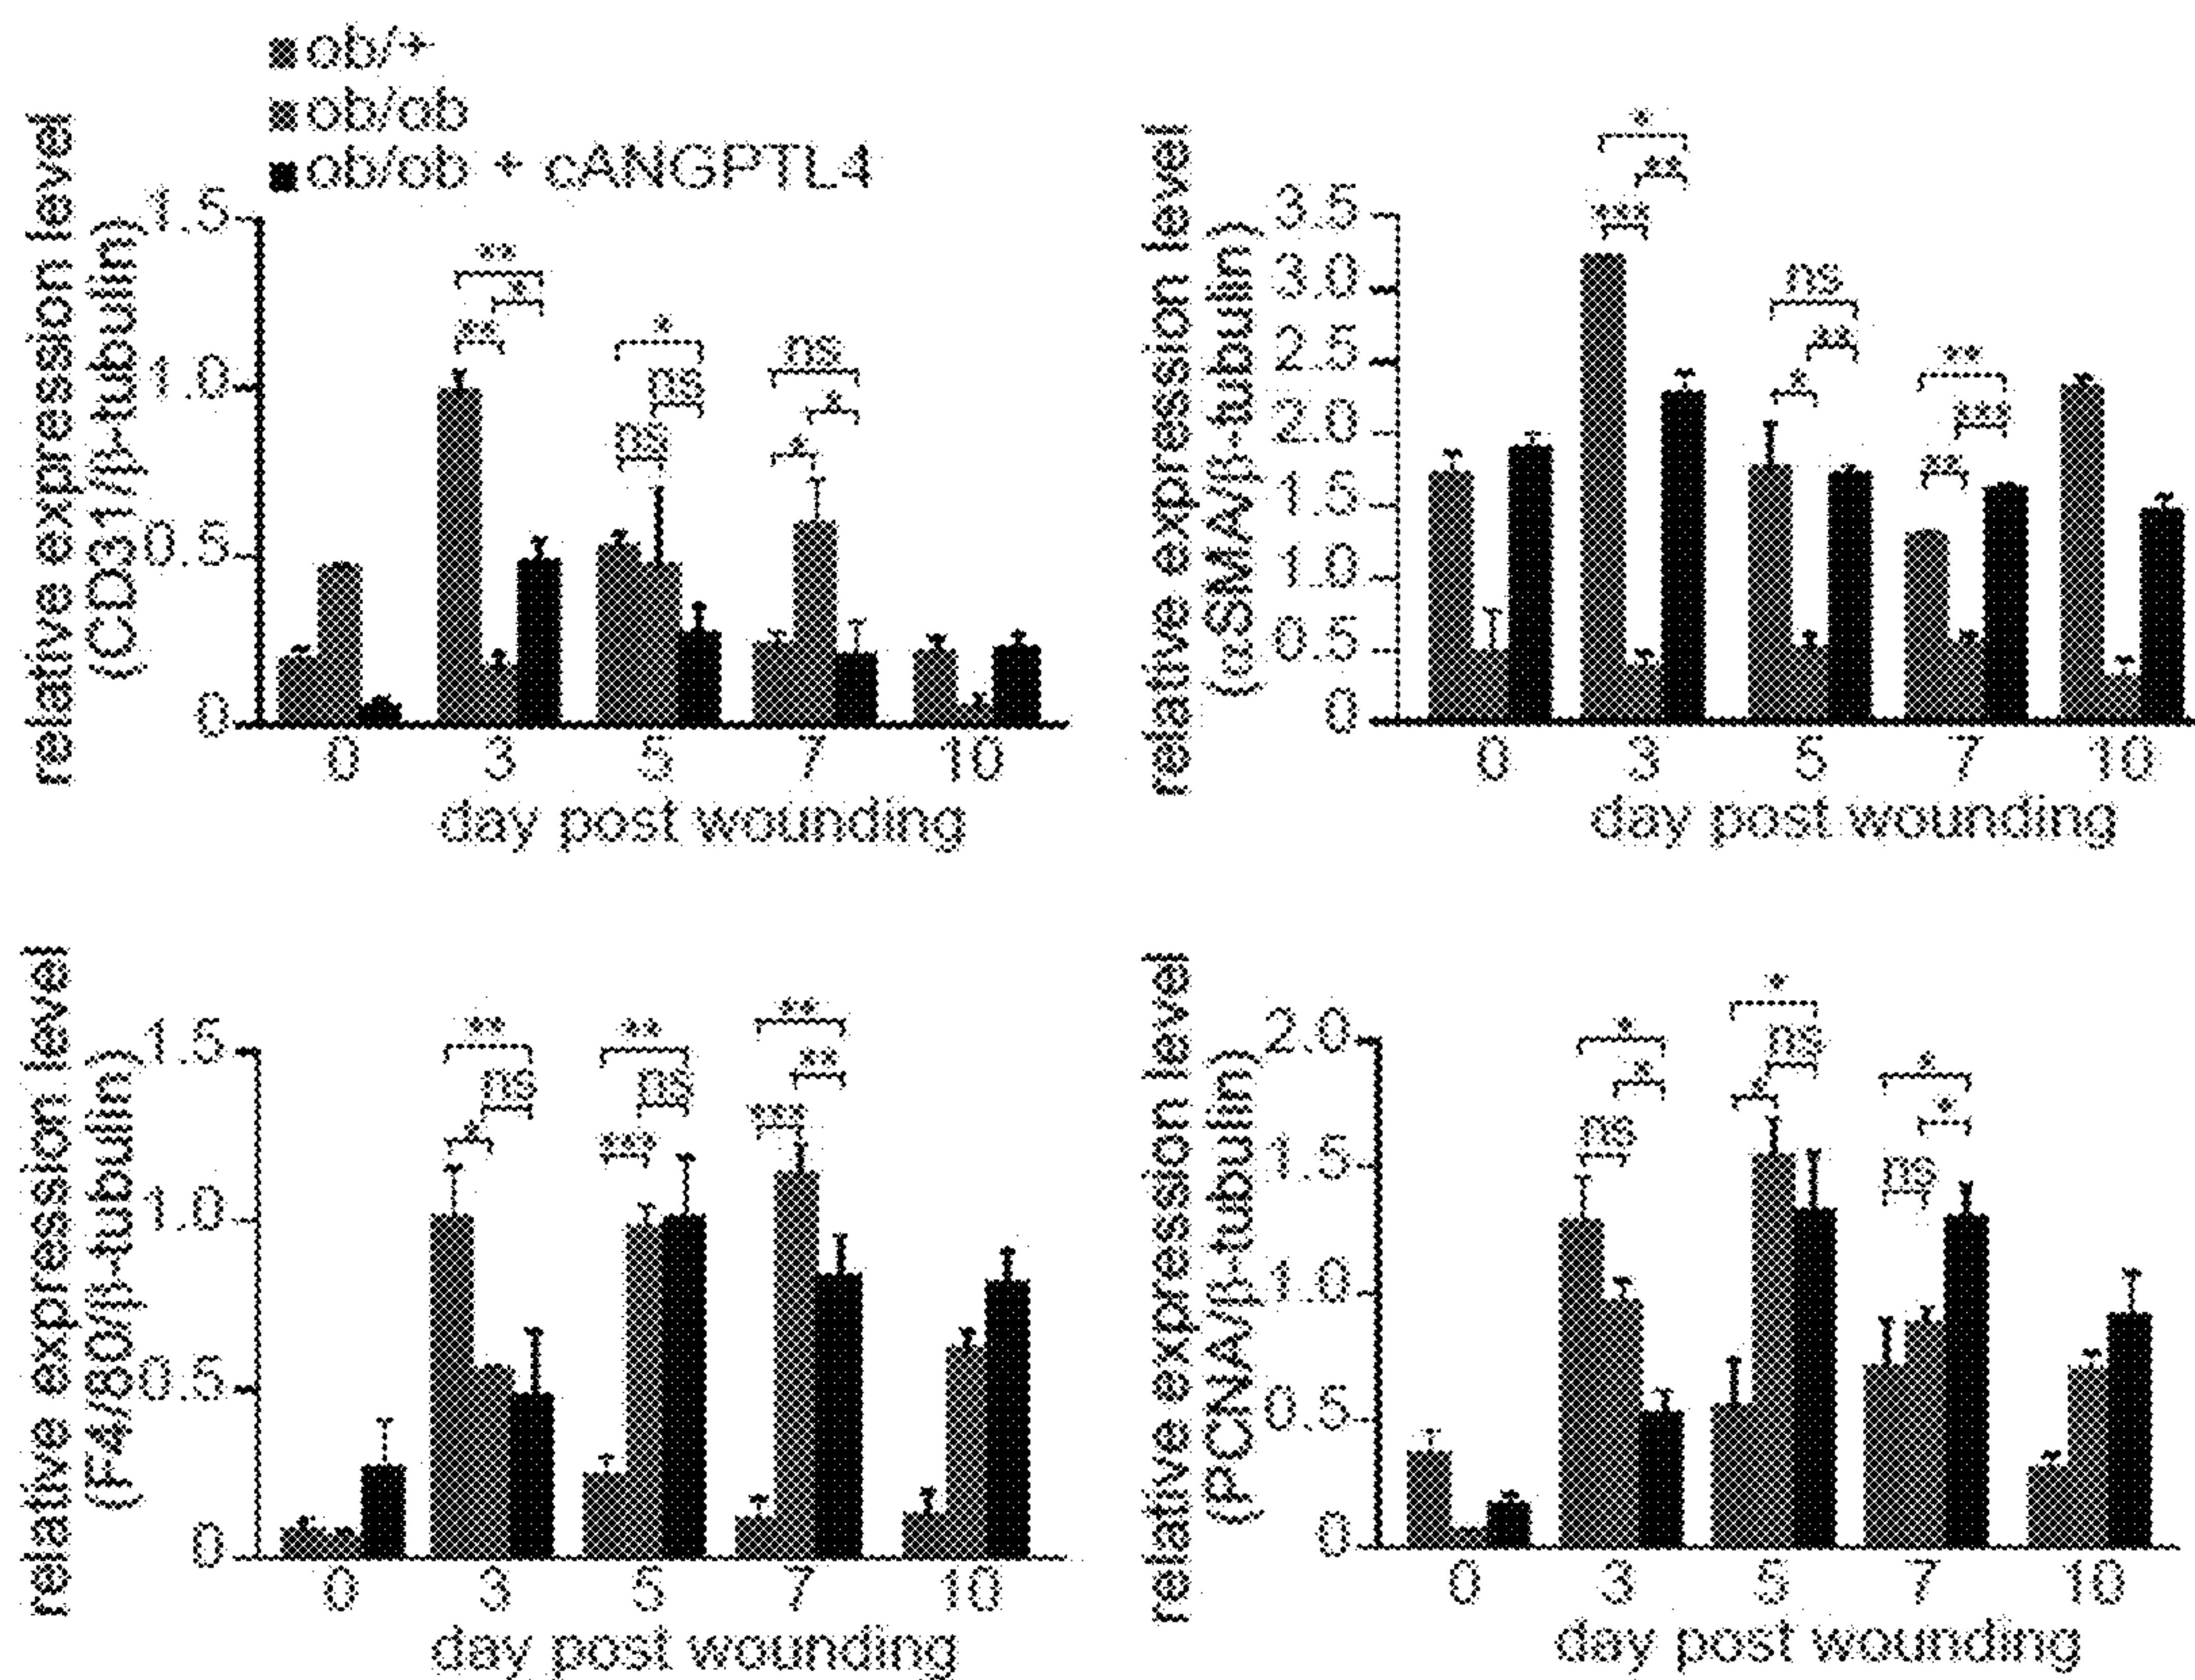 ob/+
ob/ob
ob/ob + cANGPTL4
relative expression level
(CD31/β-tubulin)
1.5
1.0
0.5
0
**
*
**
*
ns
ns
ns
*
*
0 3 5 7 10
day post wounding
relative expression level
(αSMA/β-tubulin)
3.5
3.0
2.5
2.0
1.5
1.0
0.5
0
*
**
***
ns
**
*
**
***
**
0 3 5 7 10
day post wounding
relative expression level
(F4/80/β-tubulin)
1.5
1.0
0.5
0
**
ns
*
**
ns
***
**
**
***
0 3 5 7 10
day post wounding
relative expression level
(PCNA/β-tubulin)
2.0
1.5
1.0
0.5
0
*
*
ns
*
ns
*
*
*
ns
0 3 5 7 10
day post wounding